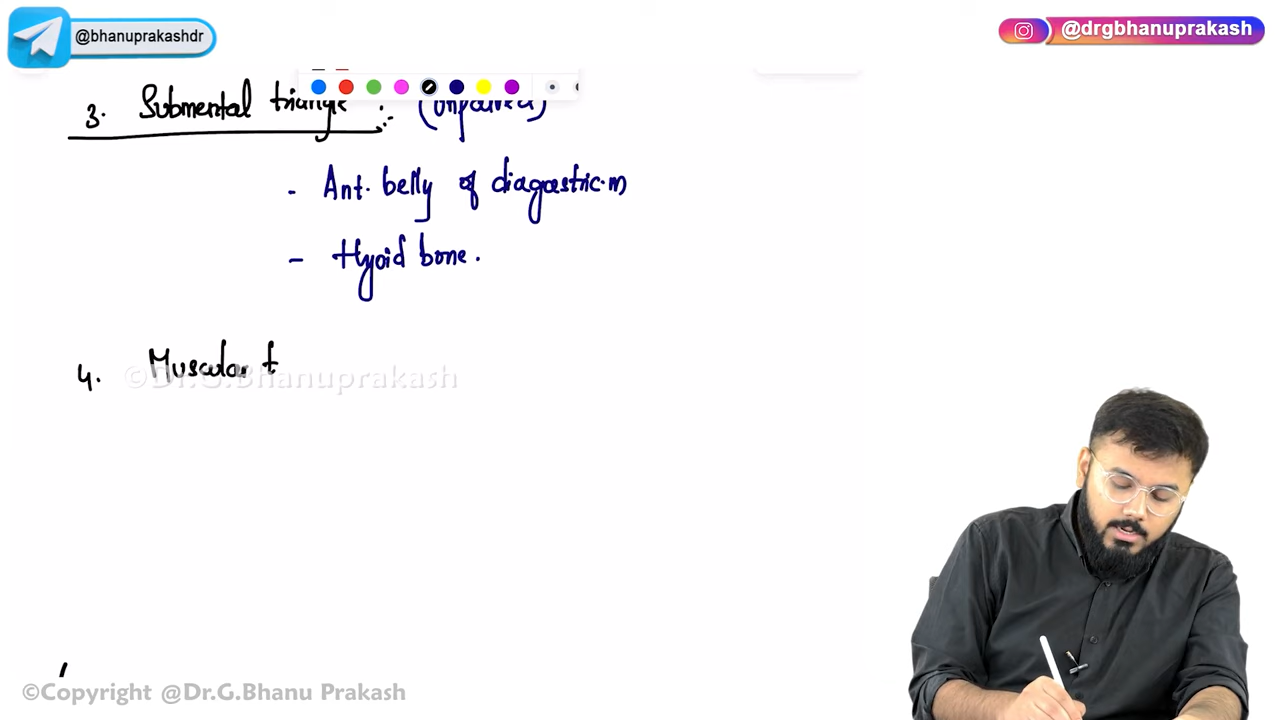 @bhanuprakashdr
@drgbhanuprakash
3. Submental triangle : (unpaired)
- Ant. belly of diagastric.m
- Hyoid bone.
4. Muscular t
©Dr.G.Bhanuprakash
©Copyright @Dr.G.Bhanu Prakash